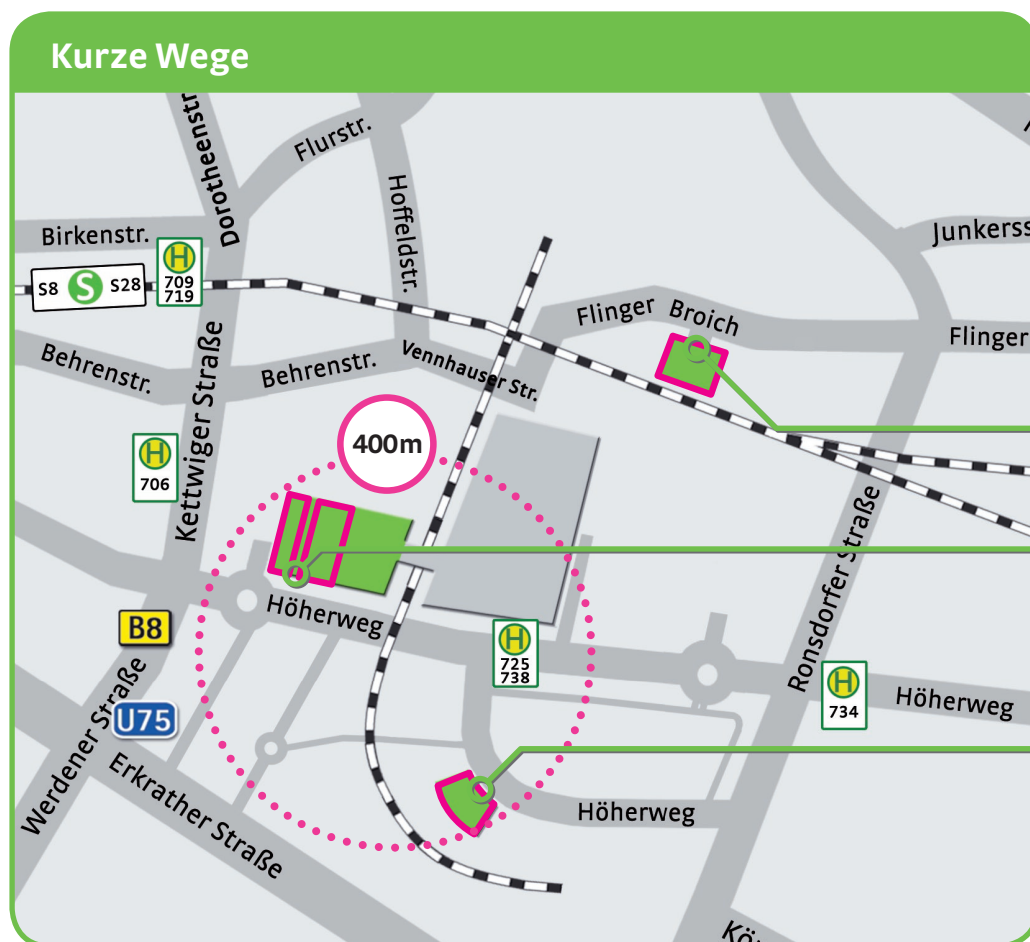 Kurze Wege
Dorotheenstr
Flurstr.
Hoffeldstr.
Birkenstr.
H
709
719
S8 S S28
Junkerss
Flinger Broich
Flinger
Behrenstr.
Behrenstr.
Vennhauser Str.
Kettwiger Straße
400m
H
706
Ronsdorfer Straße
Höherweg
B8
H
725
738
H
734
Höherweg
U75
Werdener Straße
Erkrather Straße
Höherweg
Kö